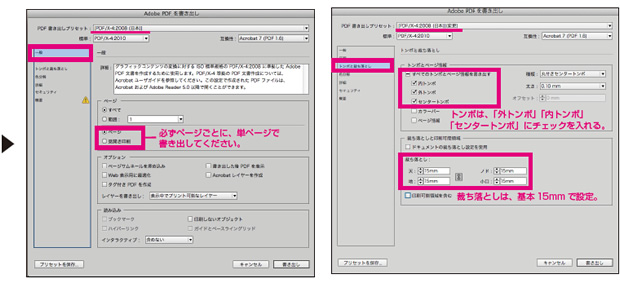 Adobe PDF を書き出し
PDF 書き出しプリセット： [PDF/X-4:2008 (日本)]
標準： PDF/X-4:2010
互換性： Acrobat 7 (PDF 1.6)
一般
トンボと裁ち落とし
色分解
詳細
セキュリティ
概要
一般
説明： グラフィックコンテンツの変換に対する ISO 標準規格の PDF/X-4:2008 に準拠した Adobe
PDF 文書を作成するために使用します。PDF/X-4 準拠の PDF 文書作成については、
Acrobat ユーザガイドを参照してください。この設定で作成された PDF ファイルは、
Acrobat および Adobe Reader 5.0 以降で開くことができます。
ページ
すべて
範囲： 1
ページ
見開き印刷
必ずページごとに、単ページで
書き出してください。
オプション
ページサムネールを埋め込み
書き出した後 PDF を表示
Web 表示用に最適化
Acrobat レイヤーを作成
タグ付き PDF を作成
レイヤーを書き出し： 表示中でプリント可能なレイヤー
読み込み
ブックマーク
印刷しないオブジェクト
ハイパーリンク
ガイドとベースライングリッド
インタラクティブ： 含めない
プリセットを保存...
キャンセル
書き出し
Adobe PDF を書き出し
PDF 書き出しプリセット： [PDF/X-4:2008 (日本)] (変更)
標準： PDF/X-4:2010
互換性： Acrobat 7 (PDF 1.6)
一般
トンボと裁ち落とし
色分解
詳細
セキュリティ
概要
トンボと裁ち落とし
トンボとページ情報
すべてのトンボとページ情報を書き出す
内トンボ
外トンボ
センタートンボ
カラーバー
ページ情報
種類： 丸付きセンタートンボ
太さ： 0.10 mm
オフセット：
トンボは、「外トンボ」「内トンボ」
「センタートンボ」にチェックを入れる。
裁ち落としと印刷可能領域
ドキュメントの裁ち落とし設定を使用
裁ち落とし：
天： 15mm
ノド： 15mm
地： 15mm
小口： 15mm
裁ち落としは、基本 15mm で設定。
印刷可能領域を含む
プリセットを保存...
キャンセル
書き出し